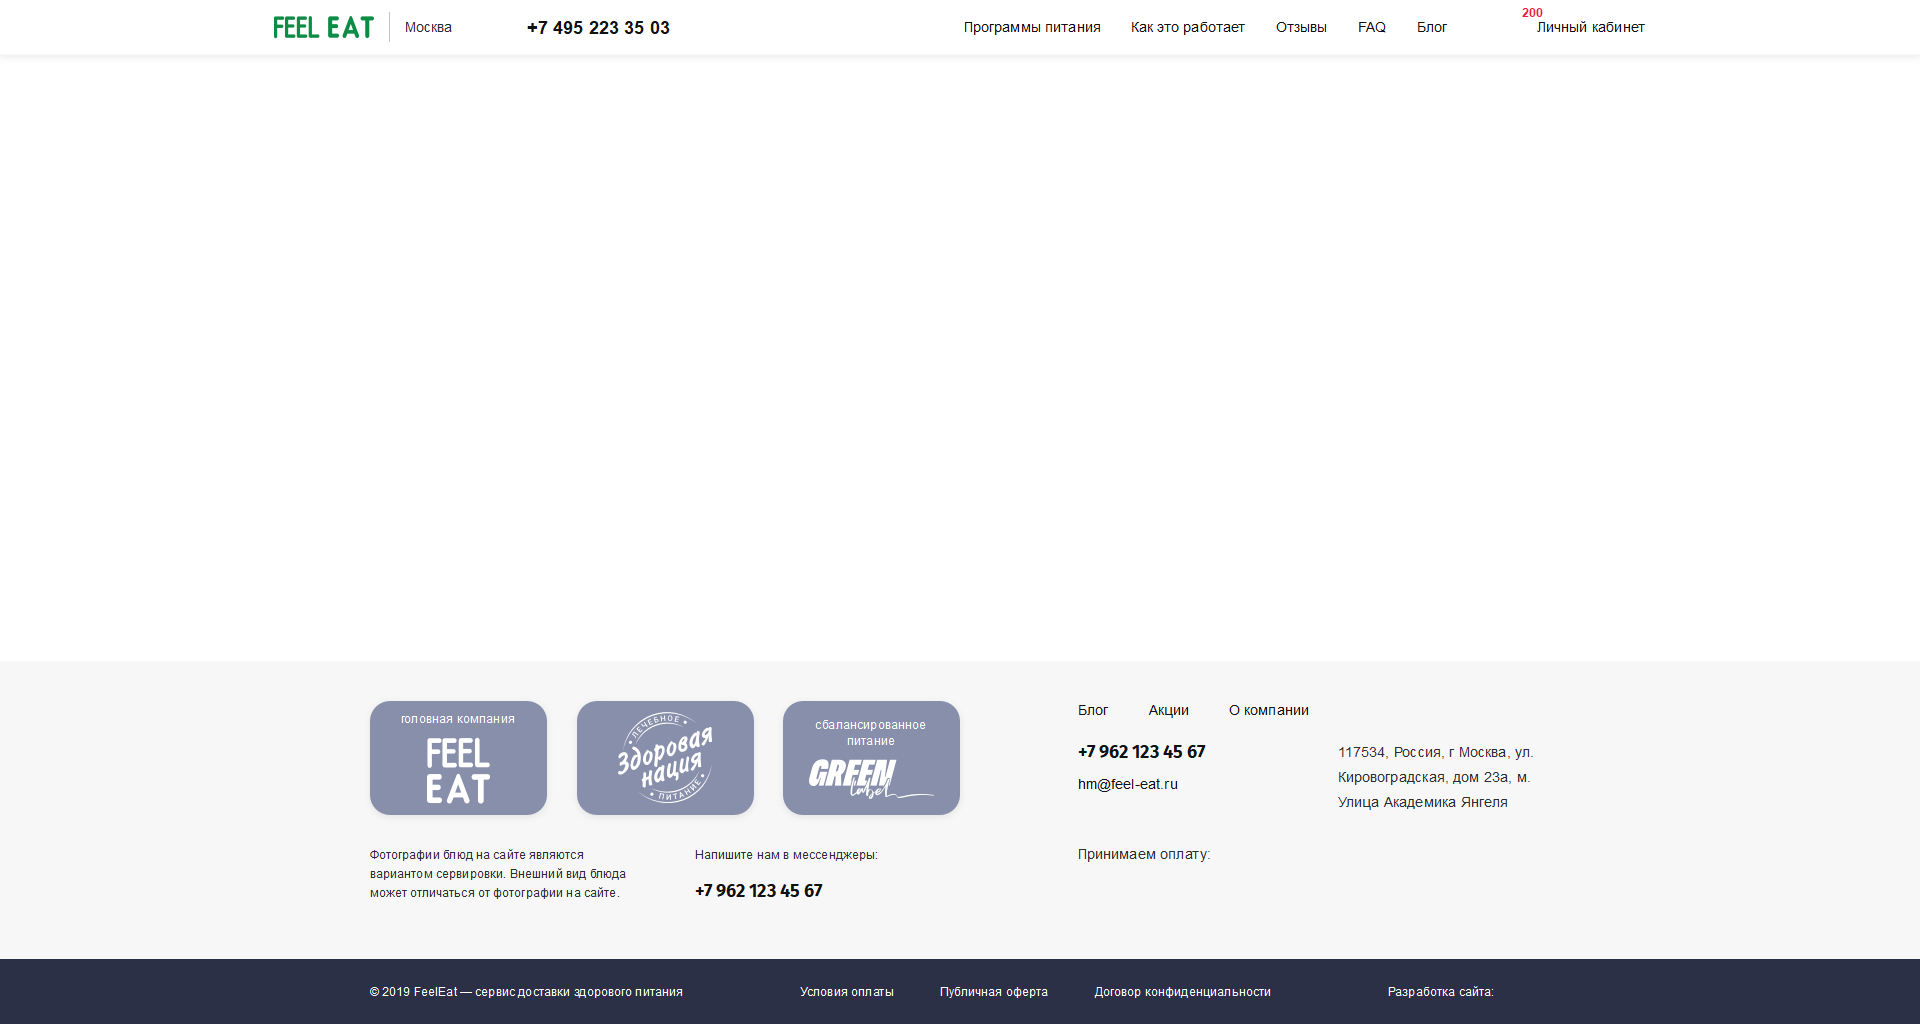 FEEL EAT
Москва
+7 495 223 35 03
Программы питания
Как это работает
Отзывы
FAQ
Блог
200
Личный кабинет
головная компания
FEEL
EAT
ЛЕЧЕБНОЕ
Здоровая
нация
ПИТАНИЕ
сбалансированное
питание
GREEN
label
Блог
Акции
О компании
+7 962 123 45 67
hm@feel-eat.ru
117534, Россия, г Москва, ул.
Кировоградская, дом 23а, м.
Улица Академика Янгеля
Фотографии блюд на сайте являются
вариантом сервировки. Внешний вид блюда
может отличаться от фотографии на сайте.
Напишите нам в мессенджеры:
+7 962 123 45 67
Принимаем оплату:
© 2019 FeelEat — сервис доставки здорового питания
Условия оплаты
Публичная оферта
Договор конфиденциальности
Разработка сайта: